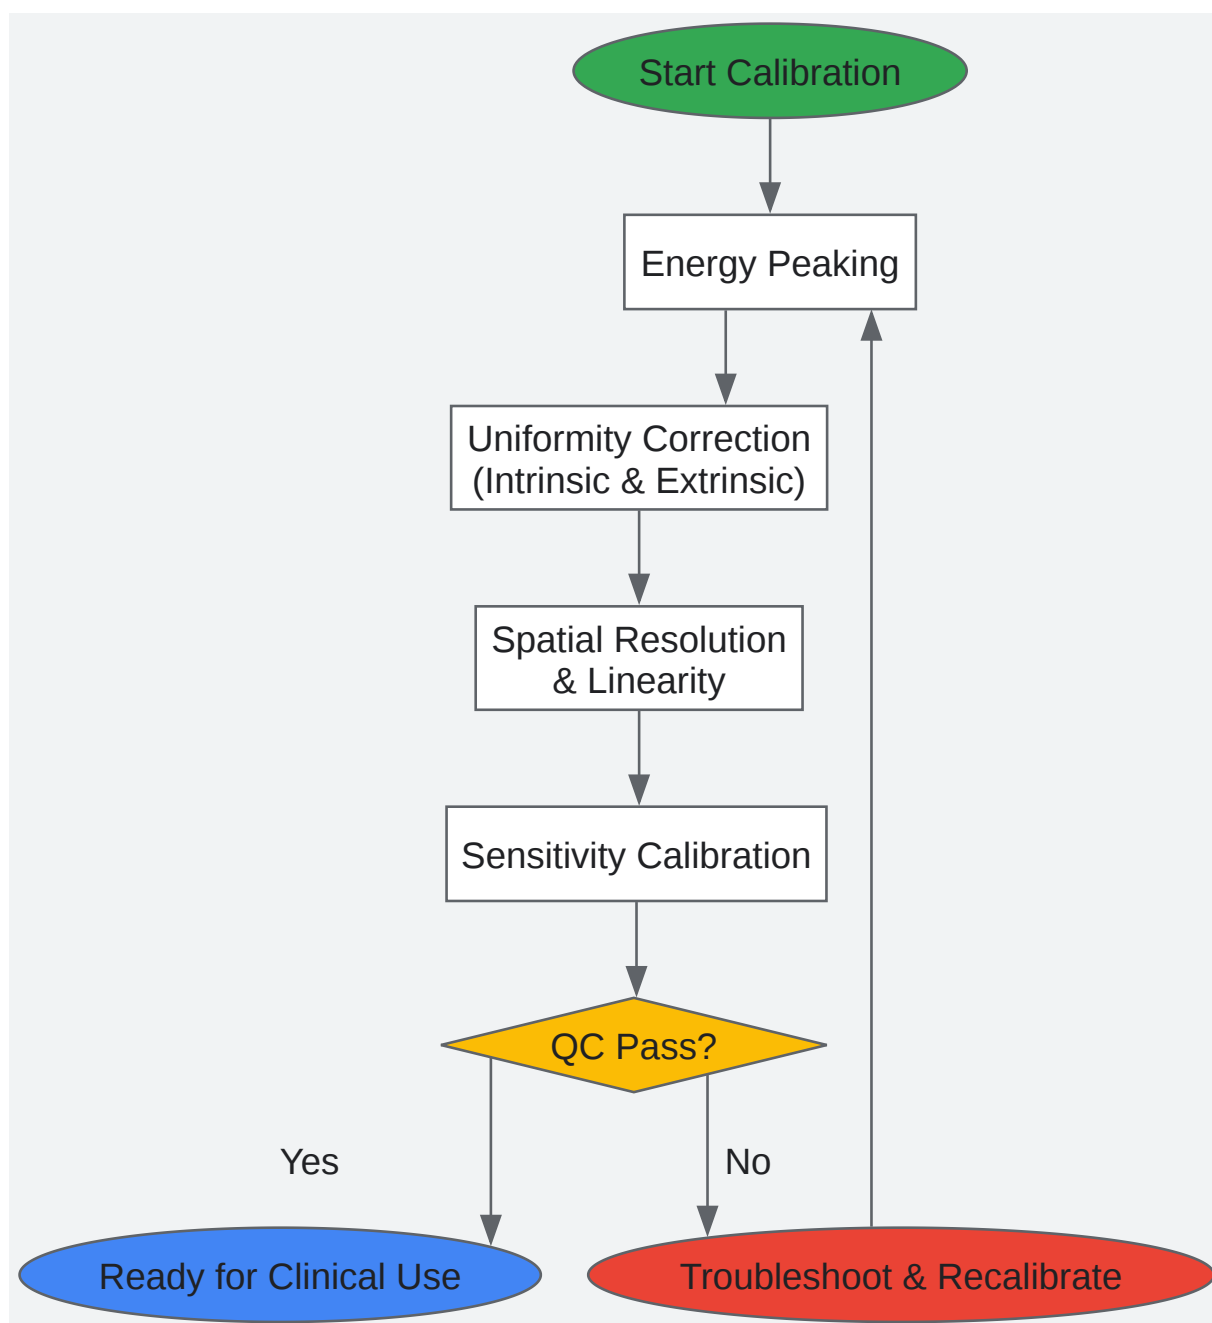 Start Calibration
Energy Peaking
Uniformity Correction
(Intrinsic & Extrinsic)
Spatial Resolution
& Linearity
Sensitivity Calibration
QC Pass?
Yes
No
Ready for Clinical Use
Troubleshoot & Recalibrate